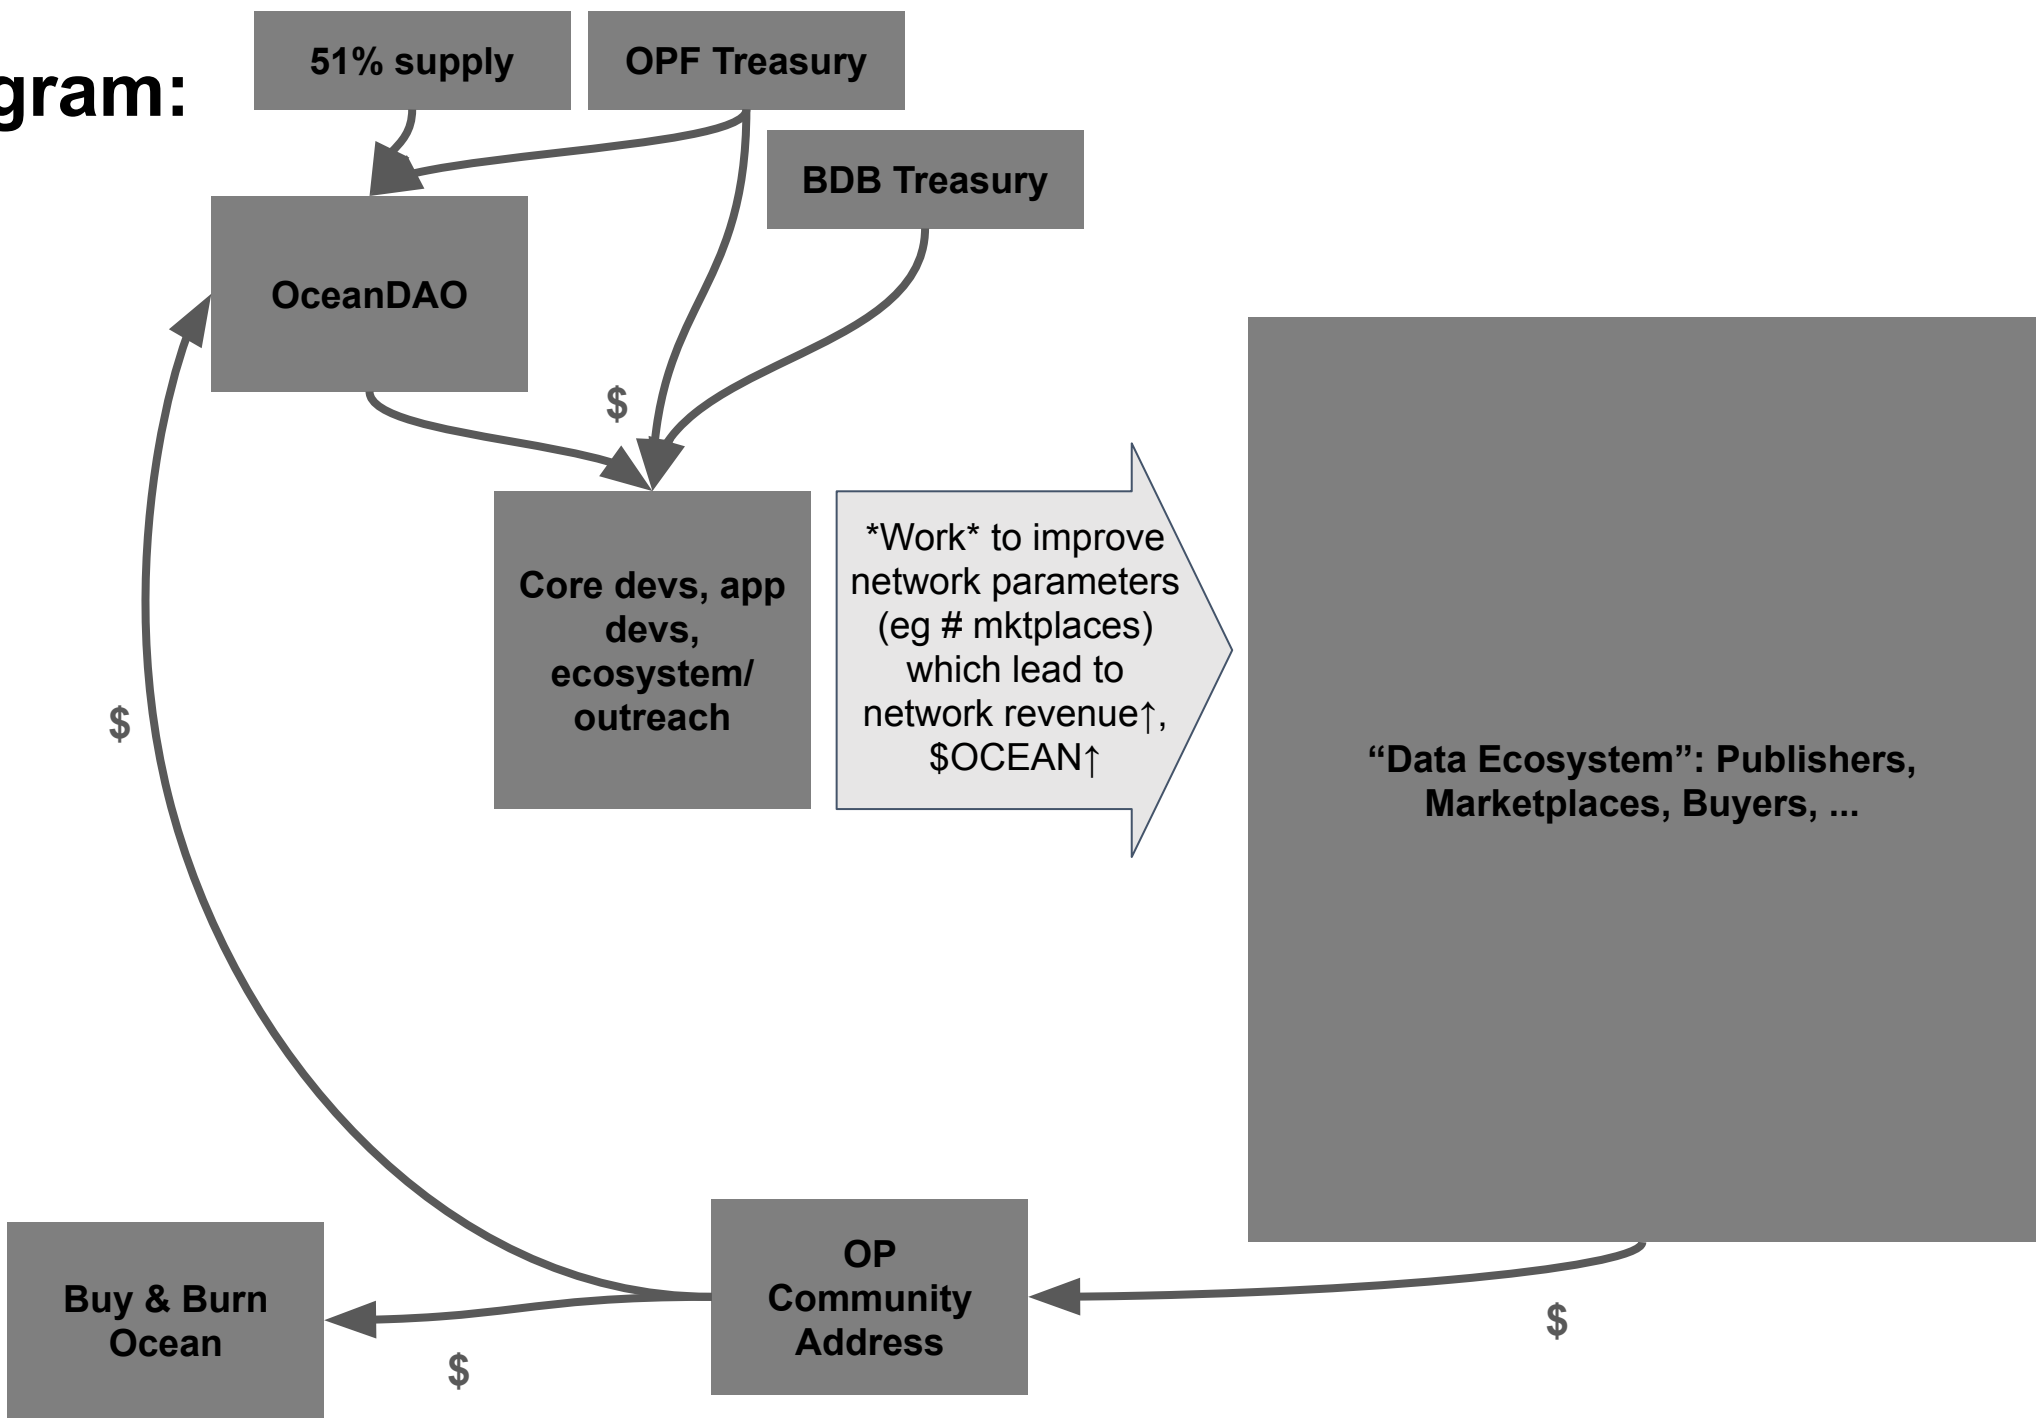 gram:
51% supply
OPF Treasury
BDB Treasury
OceanDAO
$
Core devs, app
devs,
ecosystem/
outreach
*Work* to improve
network parameters
(eg # mktplaces)
which lead to
network revenue↑,
$OCEAN↑
“Data Ecosystem”: Publishers,
Marketplaces, Buyers, ...
$
OP
Community
Address
$
Buy & Burn
Ocean
$